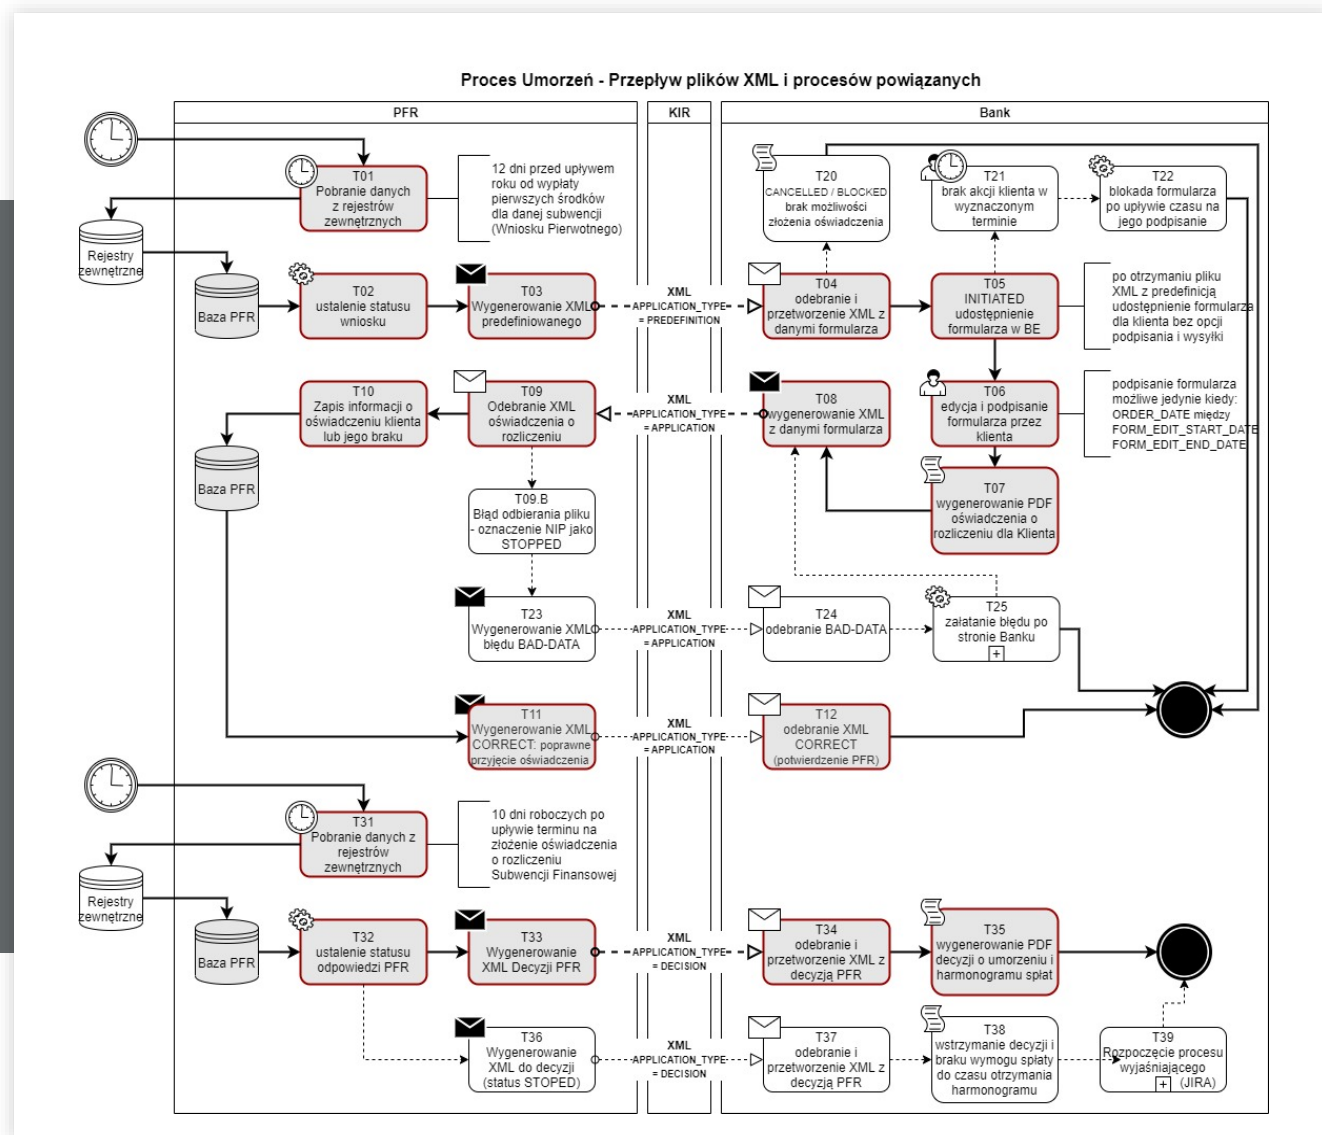 Proces Umorzeń - Przepływ plików XML i procesów powiązanych
PFR
KIR
Bank
T01
Pobranie danych
z rejestrów
zewnętrznych
12 dni przed upływem
roku od wypłaty
pierwszych środków
dla danej subwencji
(Wniosku Pierwotnego)
T20
CANCELLED / BLOCKED
brak możliwości
złożenia oświadczenia
T21
brak akcji klienta w
wyznaczonym
terminie
T22
blokada formularza
po upływie czasu na
jego podpisanie
Rejestry
zewnętrzne
Baza PFR
T02
ustalenie statusu
wniosku
T03
Wygenerowanie XML
predefiniowanego
XML
APPLICATION_TYPE
= PREDEFINITION
T04
odebranie i
przetworzenie XML z
danymi formularza
T05
INITIATED
udostępnienie
formularza w BE
po otrzymaniu pliku
XML z predefinicją
udostępnienie formularza
dla klienta bez opcji
podpisania i wysyłki
T10
Zapis informacji o
oświadczeniu klienta
lub jego braku
T09
Odebranie XML
oświadczenia o
rozliczeniu
XML
APPLICATION_TYPE
= APPLICATION
T08
wygenerowanie XML
z danymi formularza
T06
edycja i podpisanie
formularza przez
klienta
podpisanie formularza
możliwe jedynie kiedy:
ORDER_DATE między
FORM_EDIT_START_DATE
FORM_EDIT_END_DATE
Baza PFR
T09.B
Błąd odbierania pliku
- oznaczenie NIP jako
STOPPED
T07
wygenerowanie PDF
oświadczenia o
rozliczeniu dla Klienta
T23
Wygenerowanie XML
błędu BAD-DATA
XML
APPLICATION_TYPE
= APPLICATION
T24
odebranie BAD-DATA
T25
załatanie błędu po
stronie Banku
T11
Wygenerowanie XML
CORRECT: poprawne
przyjęcie oświadczenia
XML
APPLICATION_TYPE
= APPLICATION
T12
odebranie XML
CORRECT
(potwierdzenie PFR)
T31
Pobranie danych z
rejestrów
zewnętrznych
10 dni roboczych po
upływie terminu na
złożenie oświadczenia
o rozliczeniu
Subwencji Finansowej
Rejestry
zewnętrzne
Baza PFR
T32
ustalenie statusu
odpowiedzi PFR
T33
Wygenerowanie
XML Decyzji PFR
XML
APPLICATION_TYPE
= DECISION
T34
odebranie i
przetworzenie XML z
decyzją PFR
T35
wygenerowanie PDF
decyzji o umorzeniu i
harmonogramu spłat
T36
Wygenerowanie
XML do decyzji
(status STOPED)
XML
APPLICATION_TYPE
= DECISION
T37
odebranie i
przetworzenie XML z
decyzją PFR
T38
wstrzymanie decyzji i
braku wymogu spłaty
do czasu otrzymania
harmonogramu
T39
Rozpoczęcie procesu
wyjaśniającego
(JIRA)